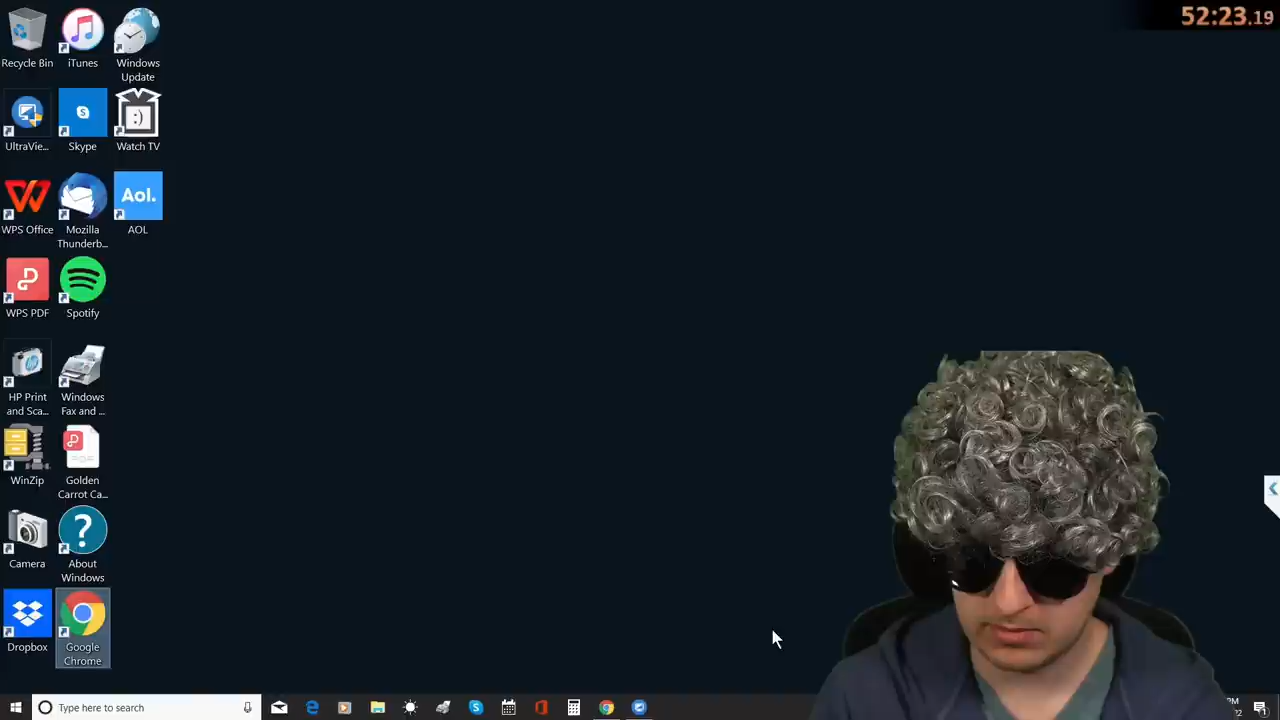 52:23.19
Recycle Bin
iTunes
Windows
Update
UltraVie...
Skype
Watch TV
Aol.
WPS Office
Mozilla
Thunderb...
AOL
WPS PDF
Spotify
HP Print
and Sca...
Windows
Fax and ...
WinZip
Golden
Carrot Ca...
Camera
About
Windows
Dropbox
Google
Chrome
Type here to search